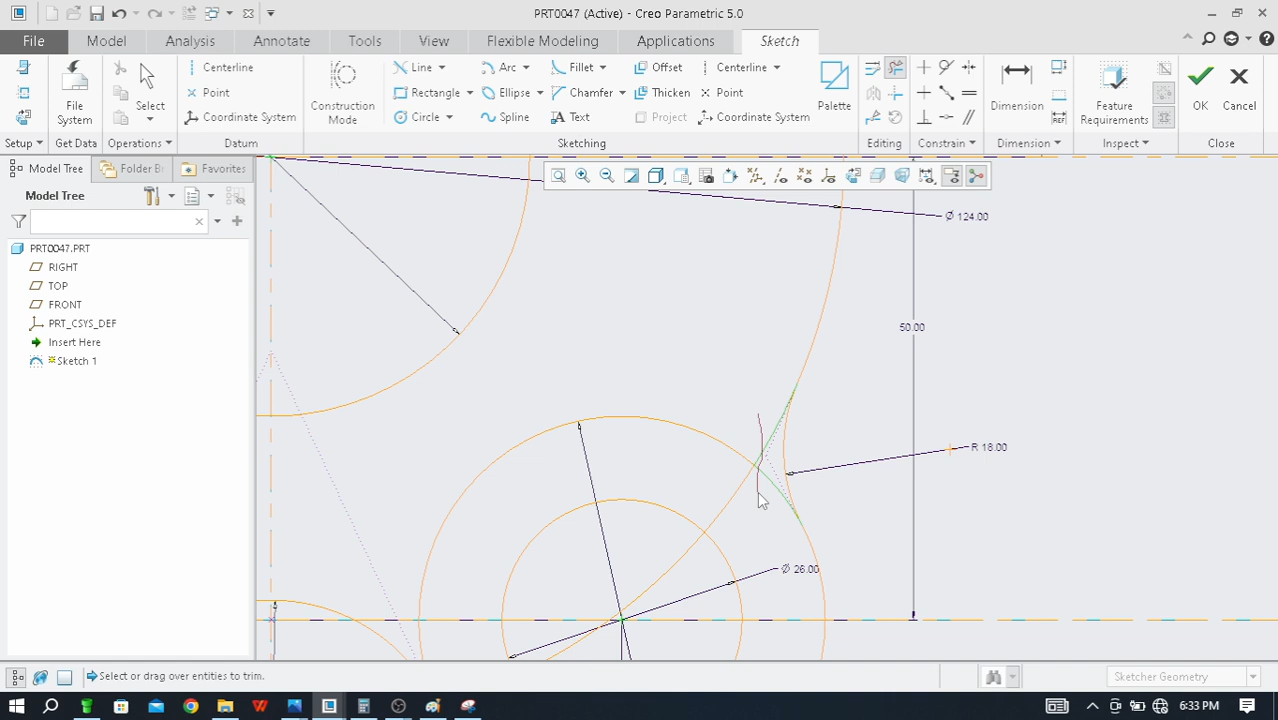 PRT0047 (Active) - Creo Parametric 5.0
File Model Analysis Annotate Tools View Flexible Modeling Applications Sketch
File System
Select
Centerline
Point
Coordinate System
Construction Mode
Line Arc Fillet Offset Centerline
Rectangle Ellipse Chamfer Thicken Point
Circle Spline Text Project Coordinate System
Palette
Dimension
REF
Feature Requirements
OK Cancel
Setup Get Data Operations Datum Sketching Editing Constrain Dimension Inspect Close
Model Tree Folder B Favorites
Model Tree
PRT0047.PRT
RIGHT
TOP
FRONT
PRT_CSYS_DEF
Insert Here
Sketch 1
Ø 124.00
50.00
R 18.00
Ø 26.00
Select or drag over entities to trim.
Sketcher Geometry
6:33 PM